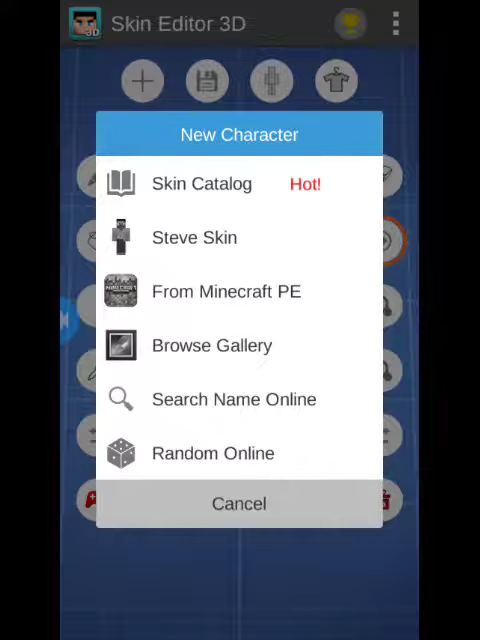 Skin Editor 3D
New Character
Skin Catalog Hot!
Steve Skin
From Minecraft PE
Browse Gallery
Search Name Online
Random Online
Cancel